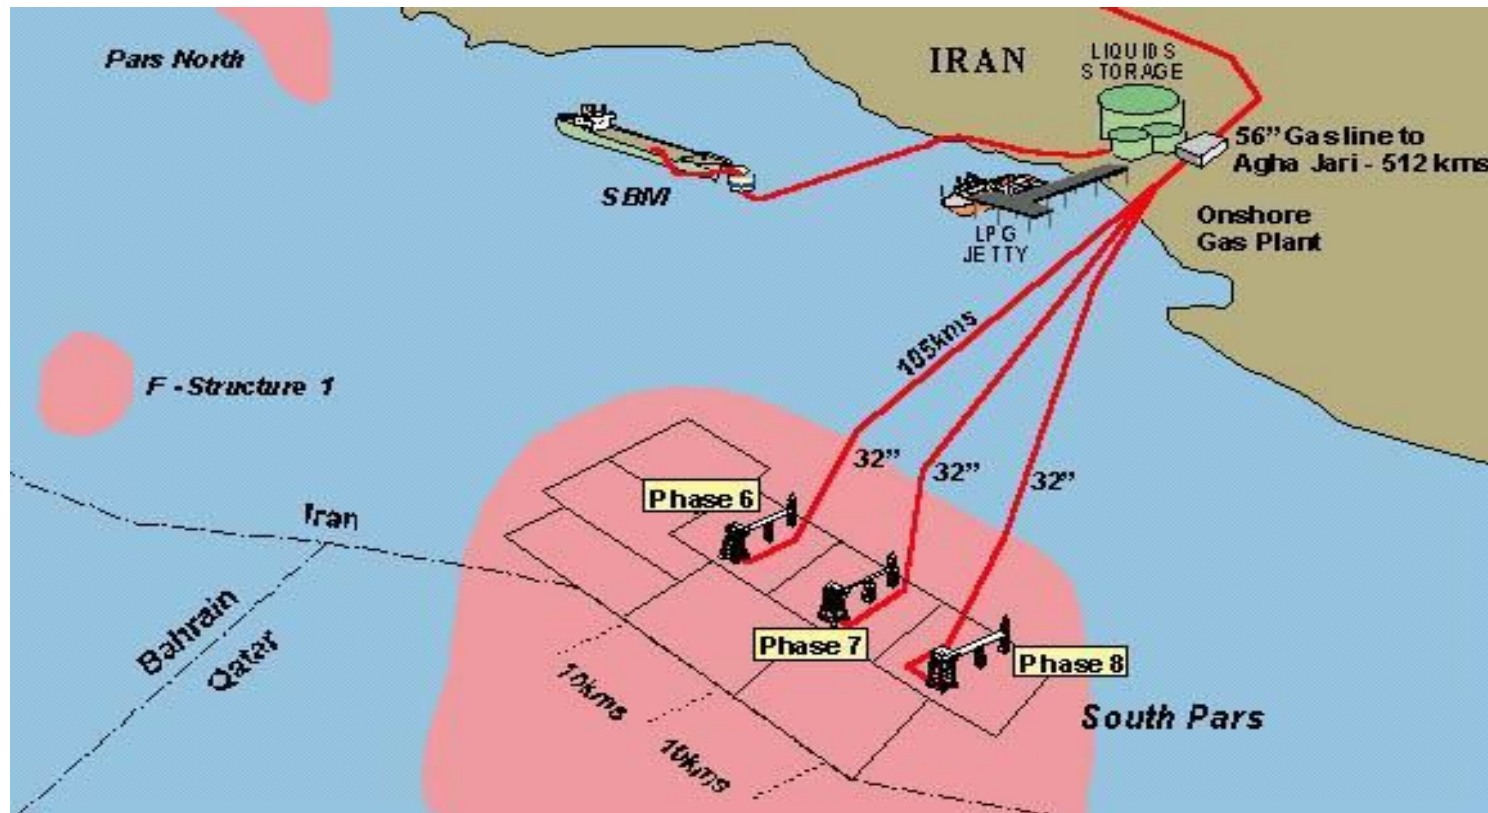 Pars North
IRAN
LIQUIDS
STORAGE
56” Gas line to
Agha Jari - 512 kms
SBM
LPG
JETTY
Onshore
Gas Plant
105kms
F - Structure 1
32”
32”
32”
Phase 6
Iran
Bahrain
Qatar
Phase 7
Phase 8
10kms
10kms
South Pars